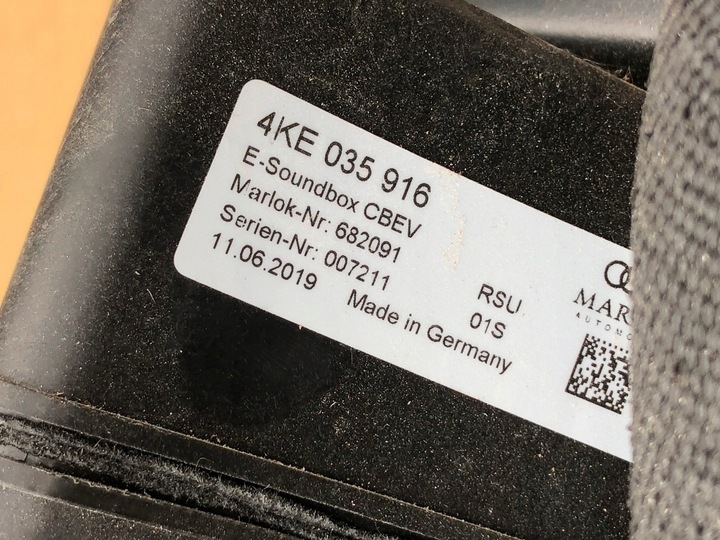 4KE 035 916
E-Soundbox CBEV
Marlok-Nr: 682091
Serien-Nr: 007211
11.06.2019 Made in Germany
RSU
01S